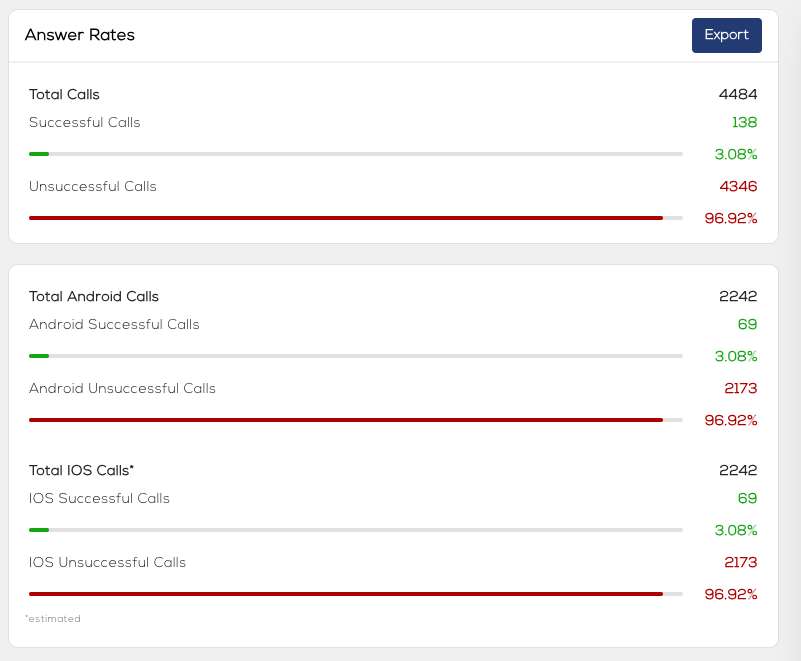 Answer Rates Export
Total Calls 4484
Successful Calls 138
3.08%
Unsuccessful Calls 4346
96.92%
Total Android Calls 2242
Android Successful Calls 69
3.08%
Android Unsuccessful Calls 2173
96.92%
Total IOS Calls* 2242
IOS Successful Calls 69
3.08%
IOS Unsuccessful Calls 2173
96.92%
*estimated